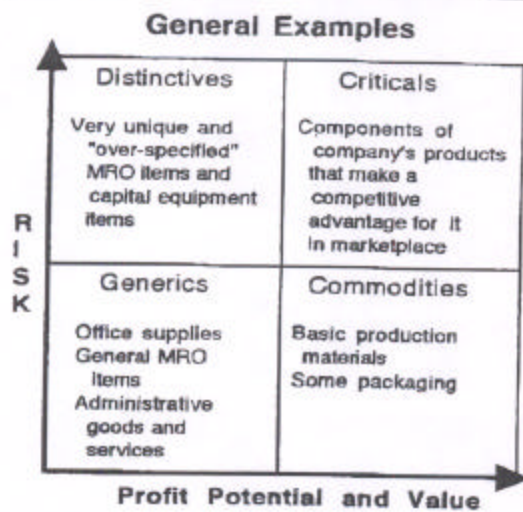 General Examples
Distinctives
Very unique and
"over-specified"
MRO items and
capital equipment
items
Criticals
Components of
company's products
that make a
competitive
advantage for it
in marketplace
RISK
Generics
Office supplies
General MRO
items
Administrative
goods and
services
Commodities
Basic production
materials
Some packaging
Profit Potential and Value